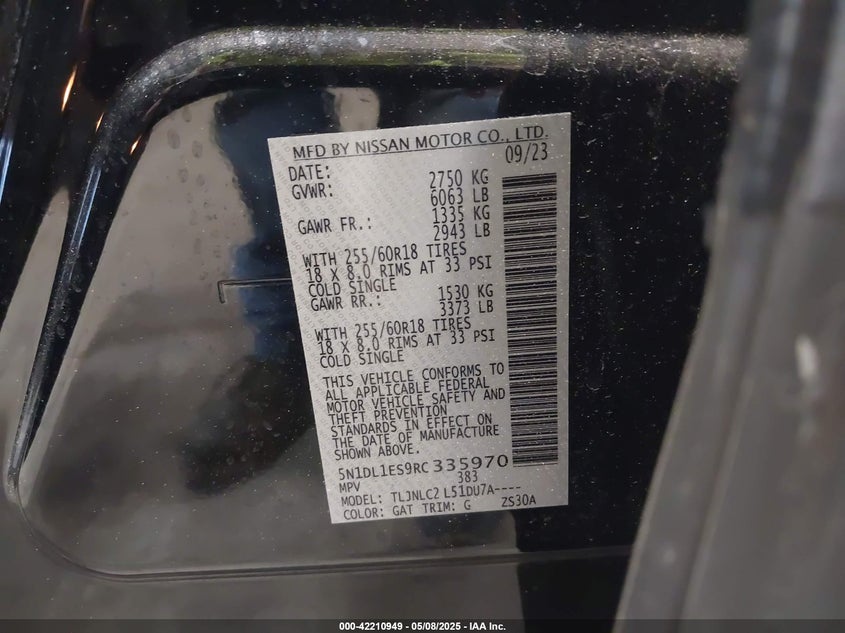 MFD BY NISSAN MOTOR CO., LTD.
DATE: 09/23
GVWR: 2750 KG
6063 LB
GAWR FR.: 1335 KG
2943 LB
WITH 255/60R18 TIRES
18 X 8.0 RIMS AT 33 PSI
COLD SINGLE
GAWR RR.: 1530 KG
3373 LB
WITH 255/60R18 TIRES
18 X 8.0 RIMS AT 33 PSI
COLD SINGLE
THIS VEHICLE CONFORMS TO
ALL APPLICABLE FEDERAL
MOTOR VEHICLE SAFETY AND
THEFT PREVENTION
STANDARDS IN EFFECT ON
THE DATE OF MANUFACTURE
SHOWN ABOVE.
5N1DL1ES9RC335970
MPV 383
MODEL: TLJNLC2 L51DU7A----
COLOR: GAT TRIM: G ZS30A
000-42210949 - 05/08/2025 - IAA Inc.